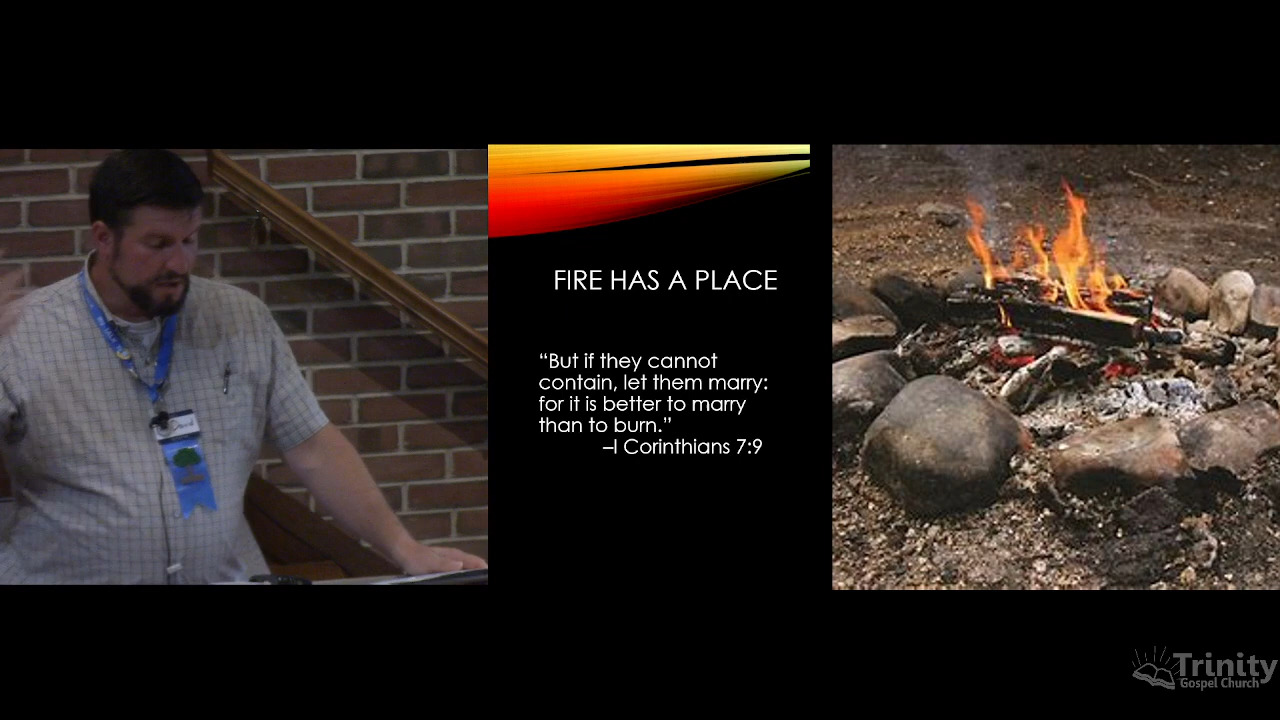 FIRE HAS A PLACE
“But if they cannot
contain, let them marry:
for it is better to marry
than to burn.”
–I Corinthians 7:9
David
Trinity
Gospel Church